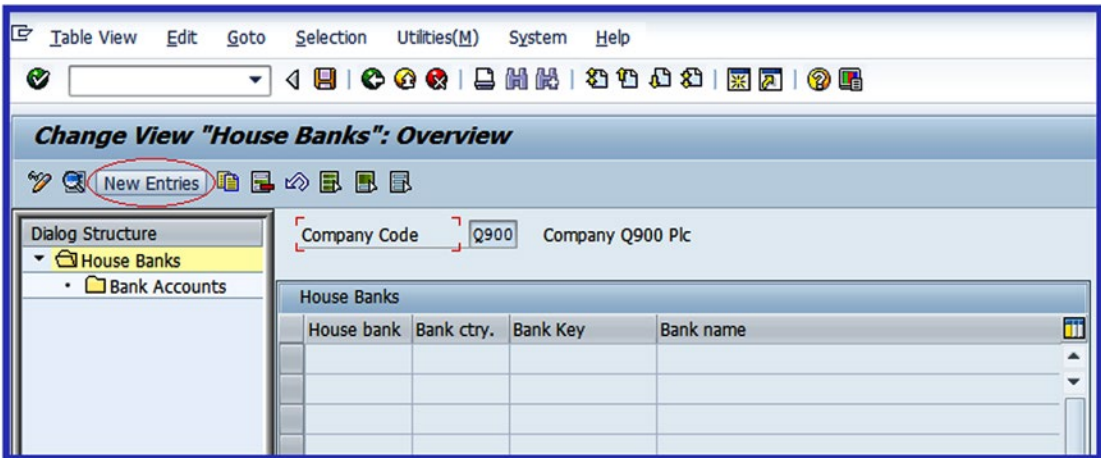 Table View Edit Goto Selection Utilities(M) System Help
Change View "House Banks": Overview
New Entries
Dialog Structure
House Banks
Bank Accounts
Company Code Q900 Company Q900 Plc
House Banks
House bank Bank ctry. Bank Key Bank name